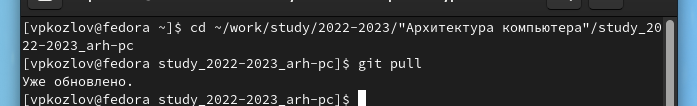 [vpkozlov@fedora ~]$ cd ~/work/study/2022-2023/"Архитектура компьютера"/study_20
22-2023_arh-pc
[vpkozlov@fedora study_2022-2023_arh-pc]$ git pull
Уже обновлено.
[vpkozlov@fedora study_2022-2023_arh-pc]$